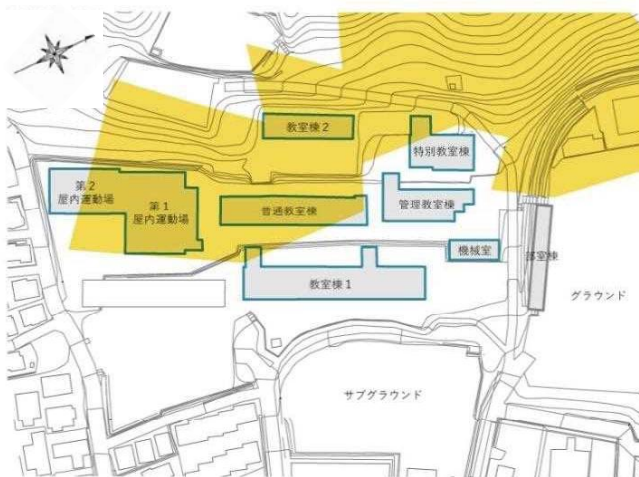 教室棟2
特別教室棟
第2
屋内運動場
第1
屋内運動場
普通教室棟
管理教室棟
機械室
部室棟
教室棟1
グラウンド
サブグラウンド